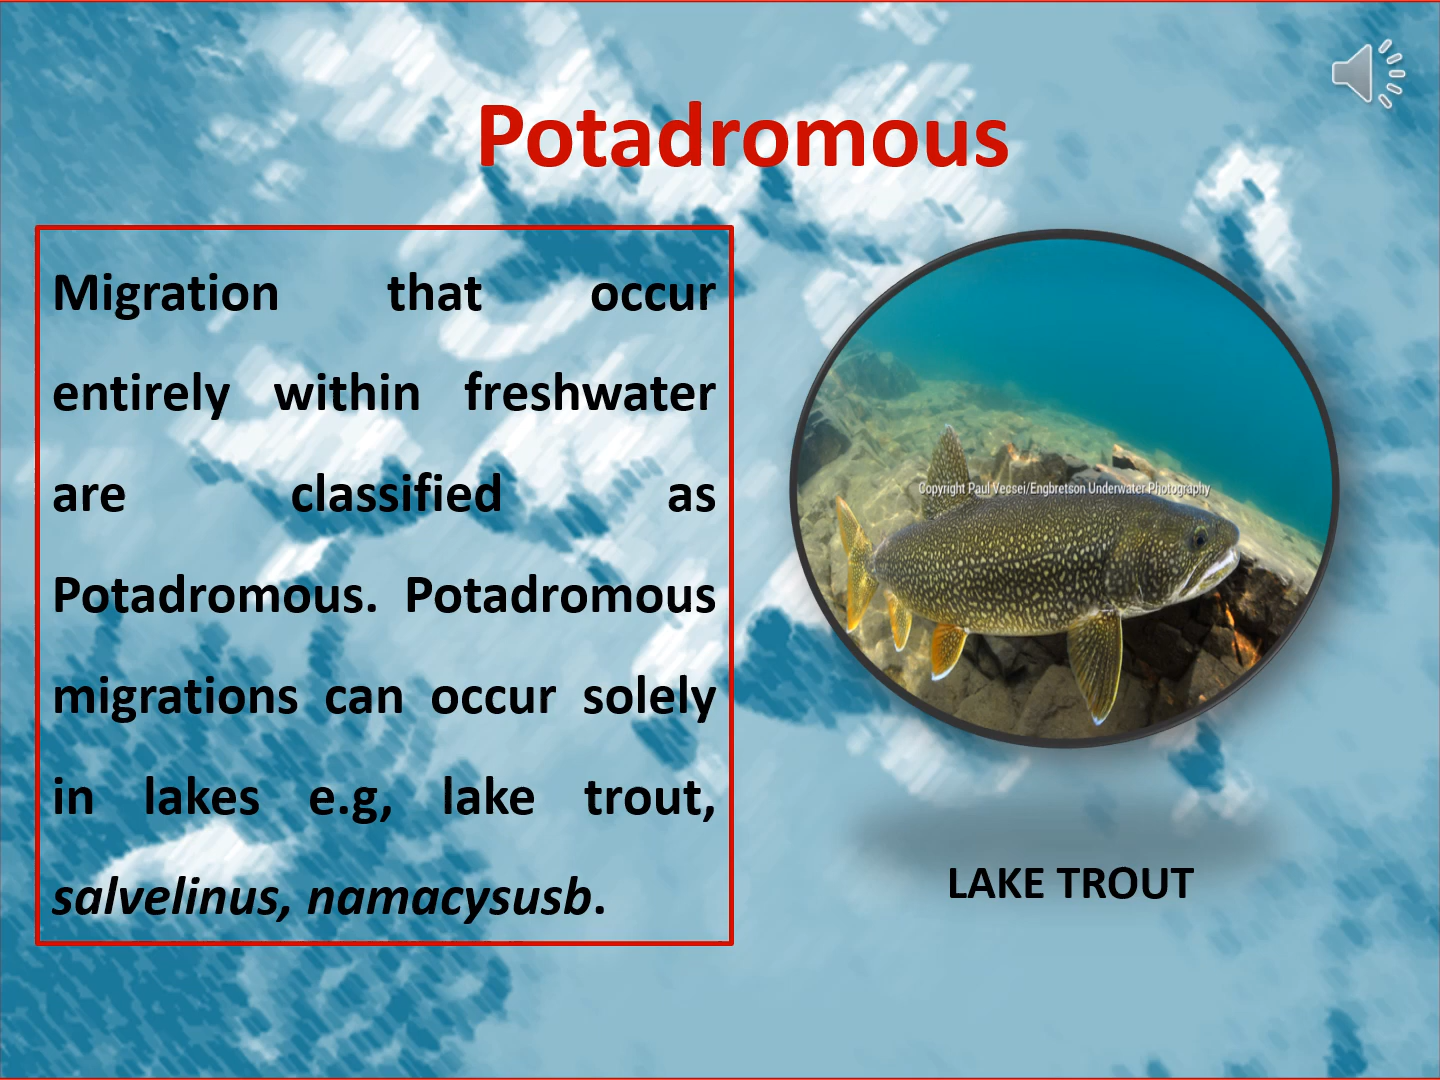 Potadromous
Migration that occur
entirely within freshwater
are classified as
Potadromous. Potadromous
migrations can occur solely
in lakes e.g, lake trout,
salvelinus, namacysusb.
Copyright Paul Vecsei/Engbretson Underwater Photography
LAKE TROUT